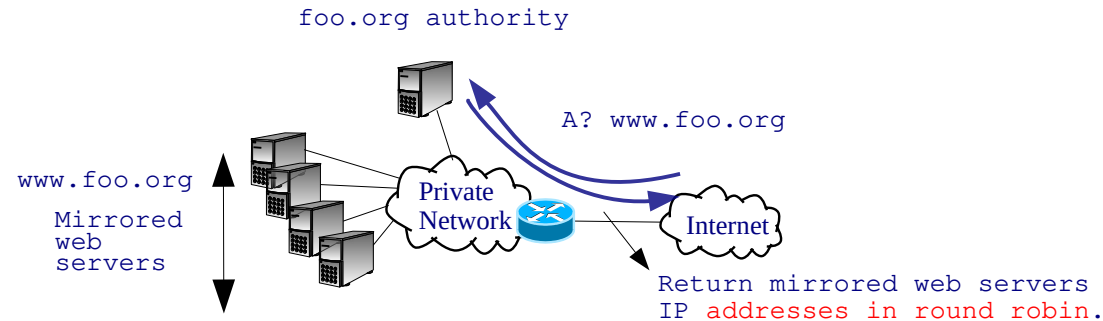 foo.org authority
A? www.foo.org
www.foo.org
Mirrored
web
servers
Private
Network
Internet
Return mirrored web servers
IP addresses in round robin.